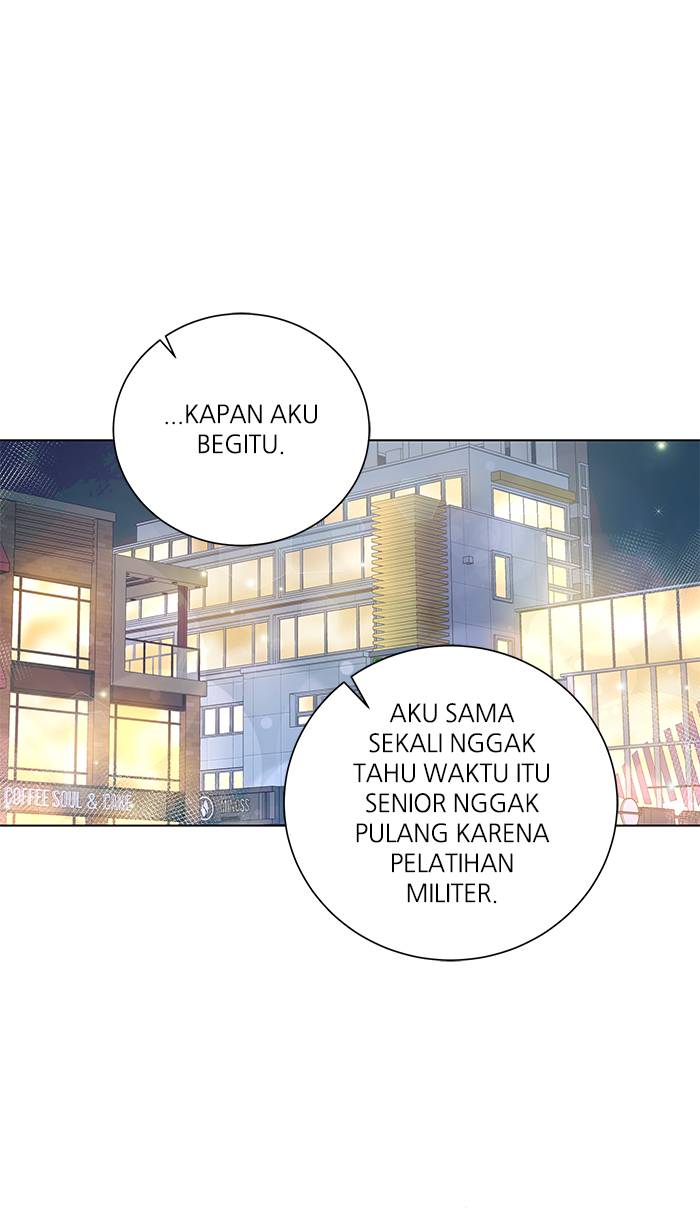 ...KAPAN AKU
BEGITU.
AKU SAMA
SEKALI NGGAK
TAHU WAKTU ITU
SENIOR NGGAK
PULANG KARENA
PELATIHAN
MILITER.
COFFEE SOUL & CAKE